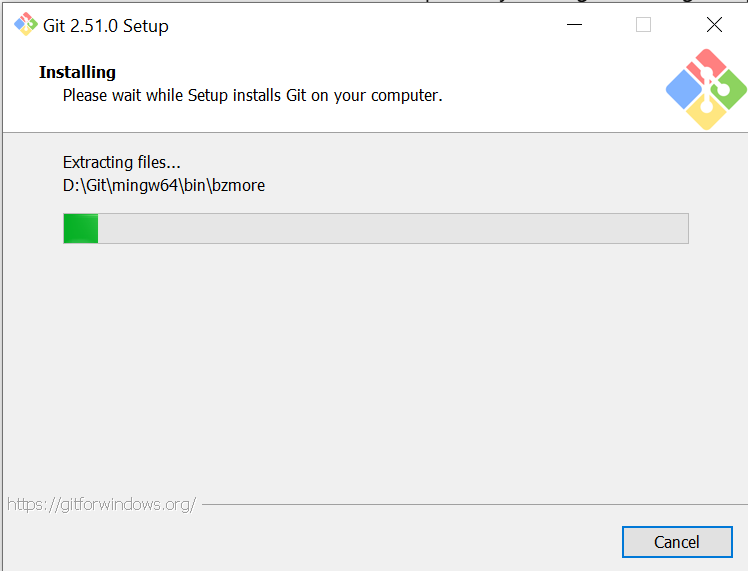 Git 2.51.0 Setup
Installing
Please wait while Setup installs Git on your computer.
Extracting files...
D:\Git\mingw64\bin\bzmore
https://gitforwindows.org/
Cancel